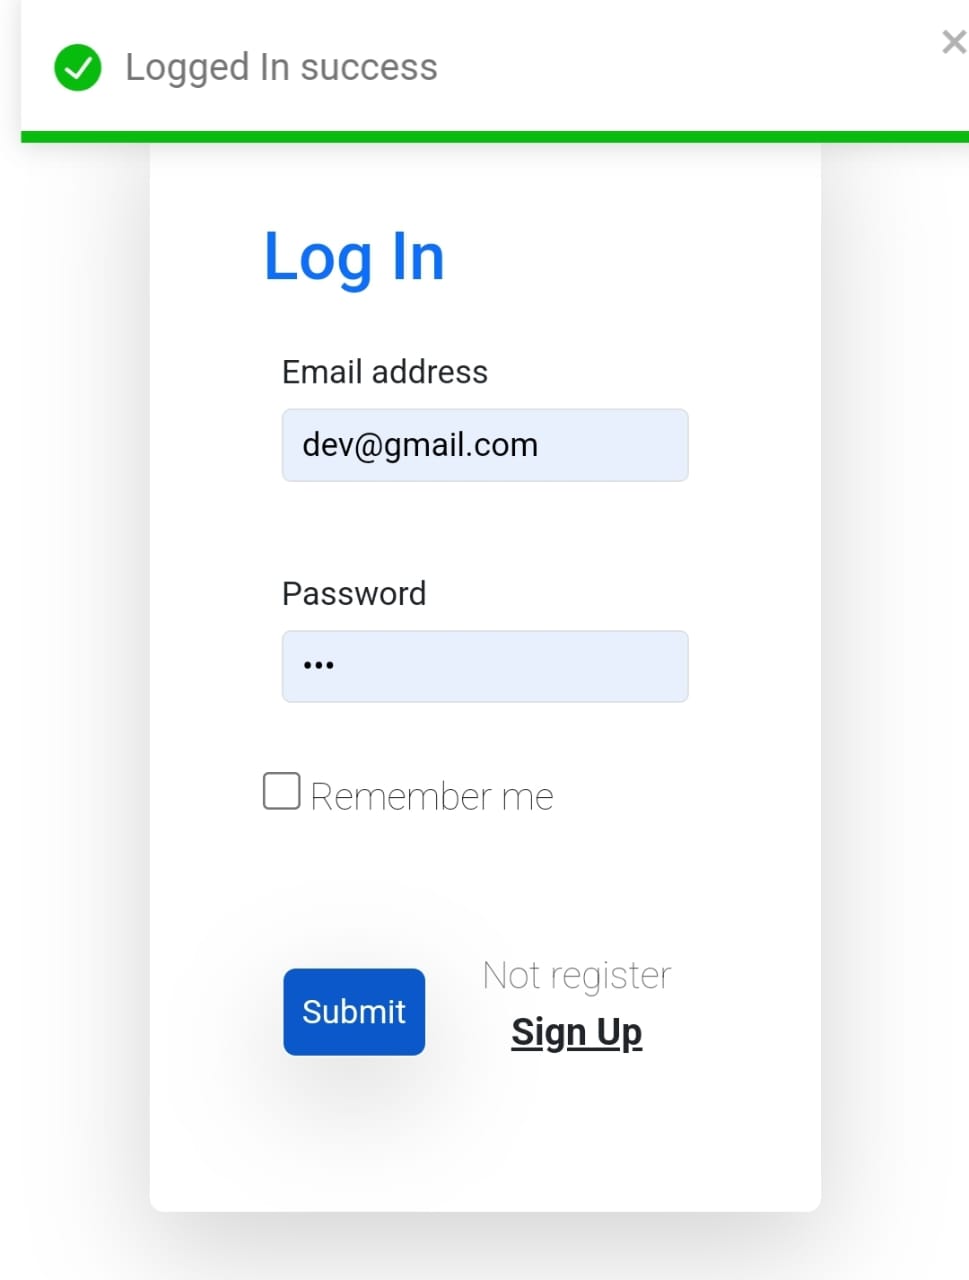 Logged In success
Log In
Email address
dev@gmail.com
Password
•••
Remember me
Submit
Not register
Sign Up